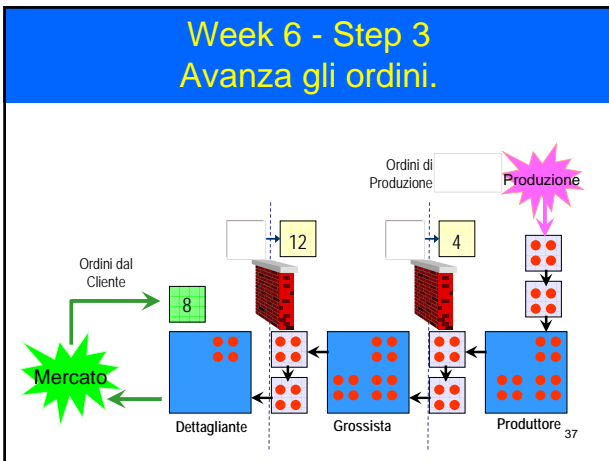 Week 6 - Step 3
Avanza gli ordini.
Ordini di
Produzione
Produzione
12
4
Ordini dal
Cliente
8
Mercato
Dettagliante
Grossista
Produttore
37